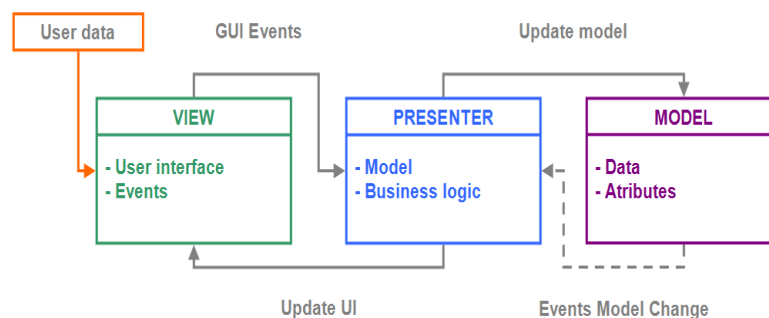 User data
GUI Events
Update model
VIEW
- User interface
- Events
PRESENTER
- Model
- Business logic
MODEL
- Data
- Atributes
Update UI
Events Model Change